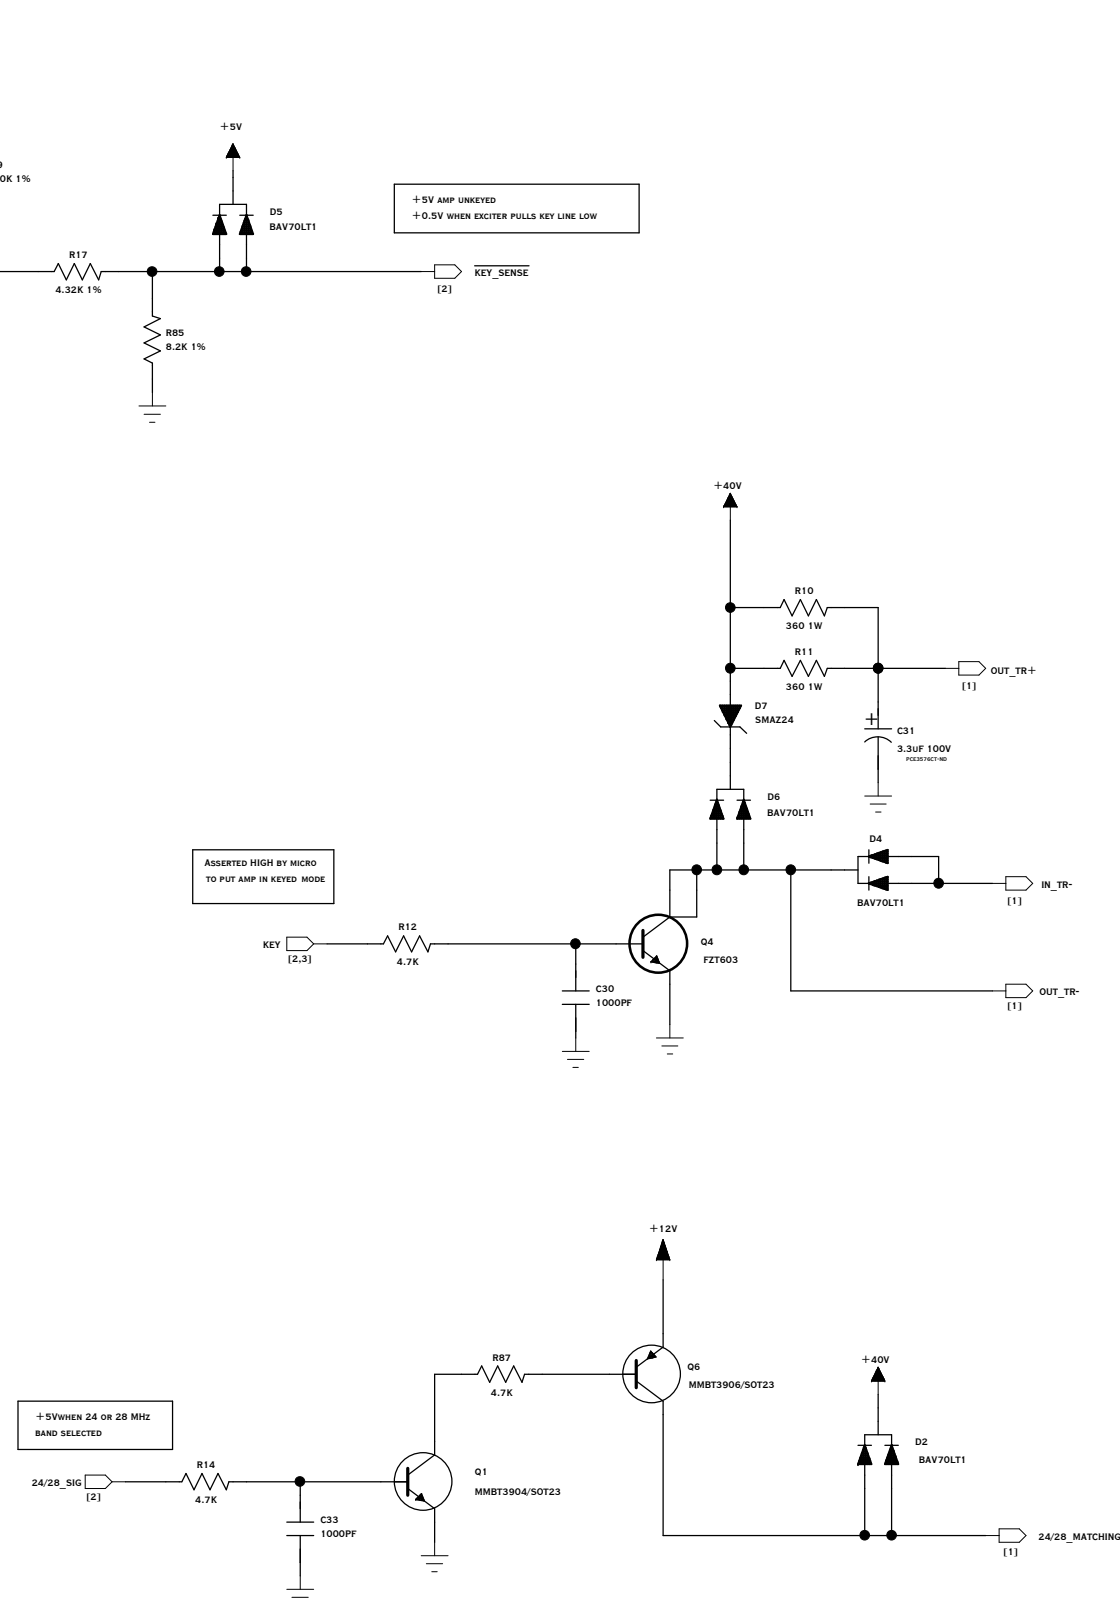 +5V
9
0K 1%
D5
BAV70LT1
+5V AMP UNKEYED
+0.5V WHEN EXCITER PULLS KEY LINE LOW
R17
4.32K 1%
KEY_SENSE
[2]
R85
8.2K 1%
+40V
R10
360 1W
R11
360 1W
OUT_TR+
[1]
D7
SMAZ24
C31
3.3UF 100V
PCE3576CT-ND
D6
BAV70LT1
D4
BAV70LT1
IN_TR-
[1]
ASSERTED HIGH BY MICRO
TO PUT AMP IN KEYED MODE
KEY
[2,3]
R12
4.7K
Q4
FZT603
C30
1000PF
OUT_TR-
[1]
+12V
R87
4.7K
Q6
MMBT3906/SOT23
+40V
D2
BAV70LT1
+5VWHEN 24 OR 28 MHZ
BAND SELECTED
24/28_SIG
[2]
R14
4.7K
Q1
MMBT3904/SOT23
C33
1000PF
24/28_MATCHING
[1]